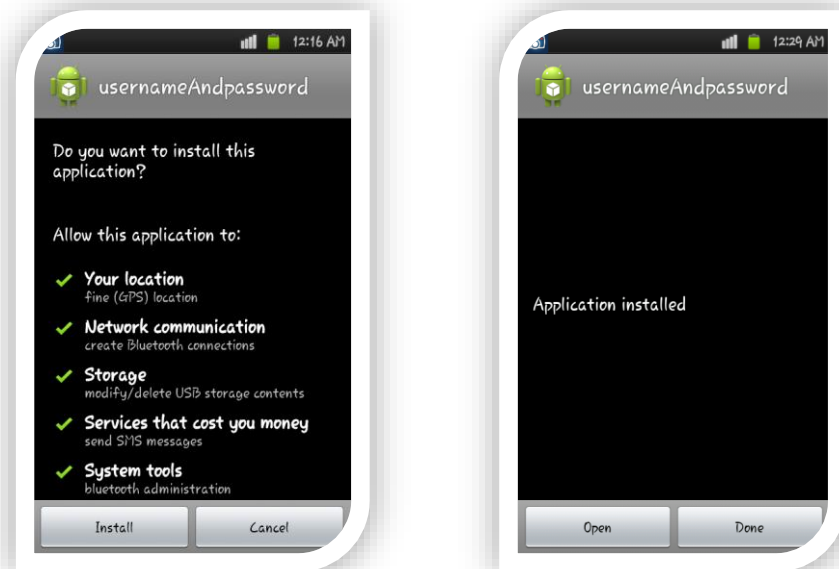 12:16 AM
usernameAndpassword
Do you want to install this
application?
Allow this application to:
Your location
fine (GPS) location
Network communication
create Bluetooth connections
Storage
modify/delete USB storage contents
Services that cost you money
send SMS messages
System tools
bluetooth administration
Install
Cancel
12:29 AM
usernameAndpassword
Application installed
Open
Done